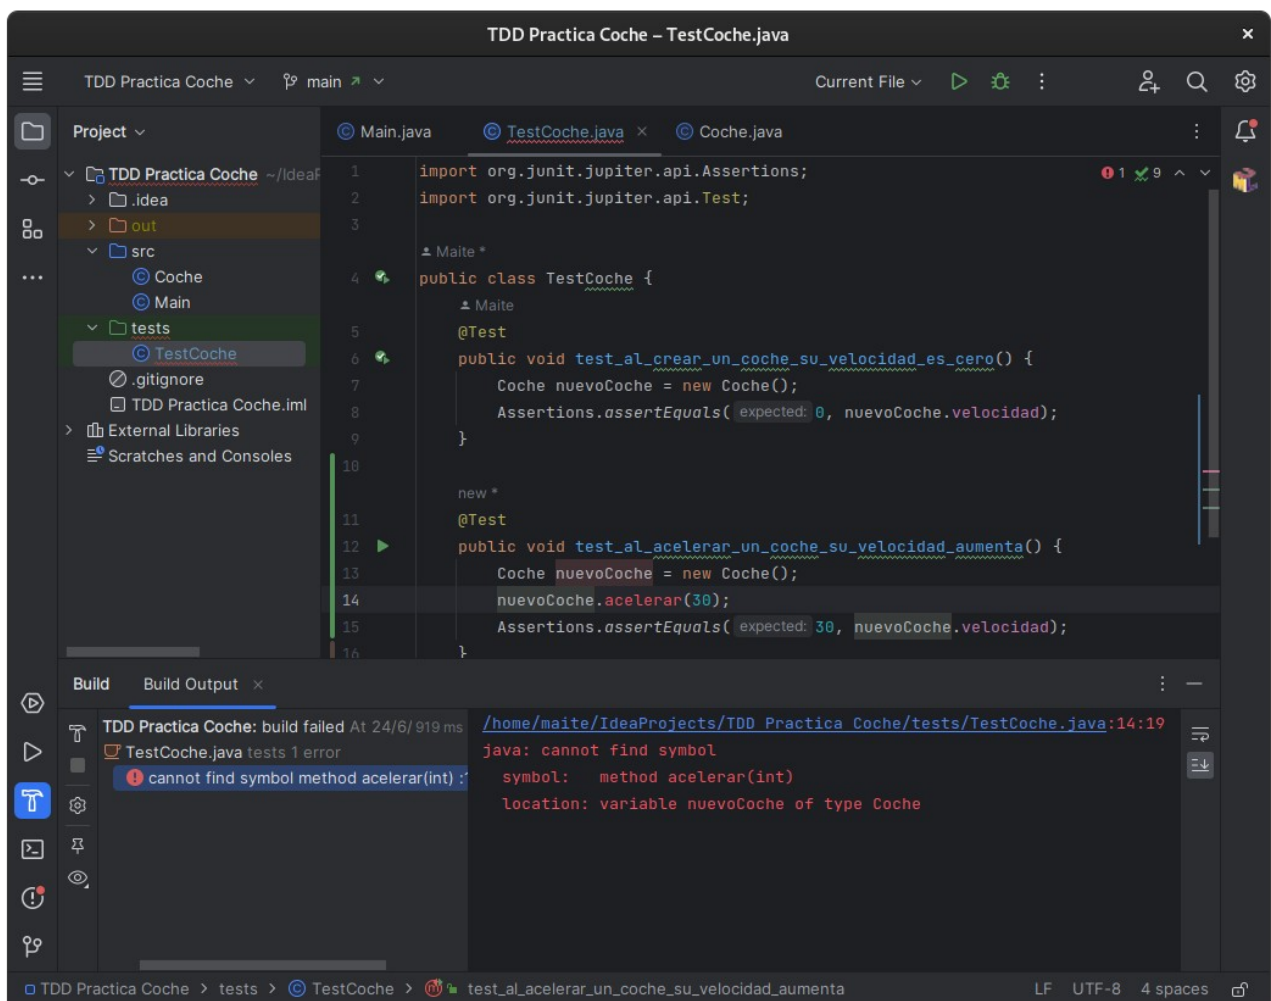 TDD Practica Coche – TestCoche.java
TDD Practica Coche
main
Current File
Project
Main.java
TestCoche.java
Coche.java
TDD Practica Coche ~/IdeaP
.idea
out
src
Coche
Main
tests
TestCoche
.gitignore
TDD Practica Coche.iml
External Libraries
Scratches and Consoles
1 import org.junit.jupiter.api.Assertions;
1 9
2 import org.junit.jupiter.api.Test;
3
Maite *
4 public class TestCoche {
Maite
5 @Test
6 public void test_al_crear_un_coche_su_velocidad_es_cero() {
7 Coche nuevoCoche = new Coche();
8 Assertions.assertEquals( expected: 0, nuevoCoche.velocidad);
9 }
10
new *
11 @Test
12 public void test_al_acelerar_un_coche_su_velocidad_aumenta() {
13 Coche nuevoCoche = new Coche();
14 nuevoCoche.acelerar(30);
15 Assertions.assertEquals( expected: 30, nuevoCoche.velocidad);
16 }
Build
Build Output
TDD Practica Coche: build failed At 24/6/ 919 ms
TestCoche.java tests 1 error
cannot find symbol method acelerar(int) :1
/home/maite/IdeaProjects/TDD Practica Coche/tests/TestCoche.java:14:19
java: cannot find symbol
symbol:   method acelerar(int)
location: variable nuevoCoche of type Coche
TDD Practica Coche > tests > TestCoche > test_al_acelerar_un_coche_su_velocidad_aumenta
LF UTF-8 4 spaces